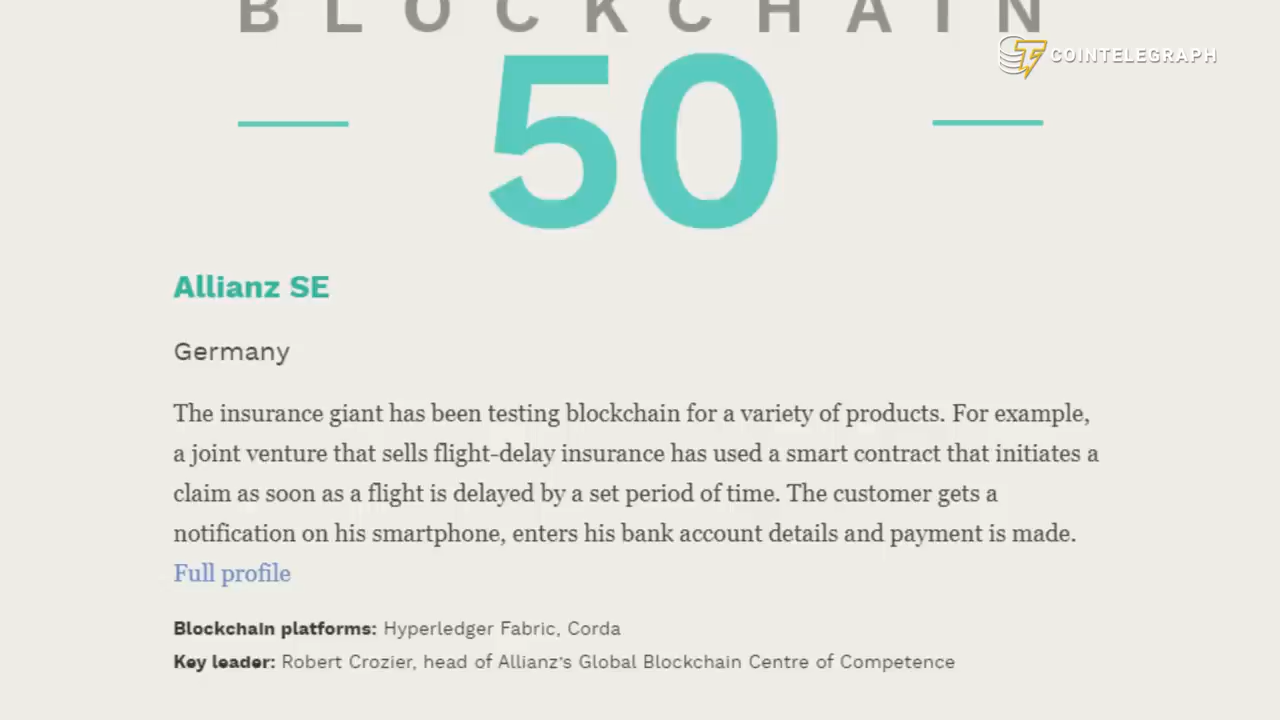 BLOCKCHAIN
COINTELEGRAPH
50
Allianz SE
Germany
The insurance giant has been testing blockchain for a variety of products. For example,
a joint venture that sells flight-delay insurance has used a smart contract that initiates a
claim as soon as a flight is delayed by a set period of time. The customer gets a
notification on his smartphone, enters his bank account details and payment is made.
Full profile
Blockchain platforms: Hyperledger Fabric, Corda
Key leader: Robert Crozier, head of Allianz's Global Blockchain Centre of Competence